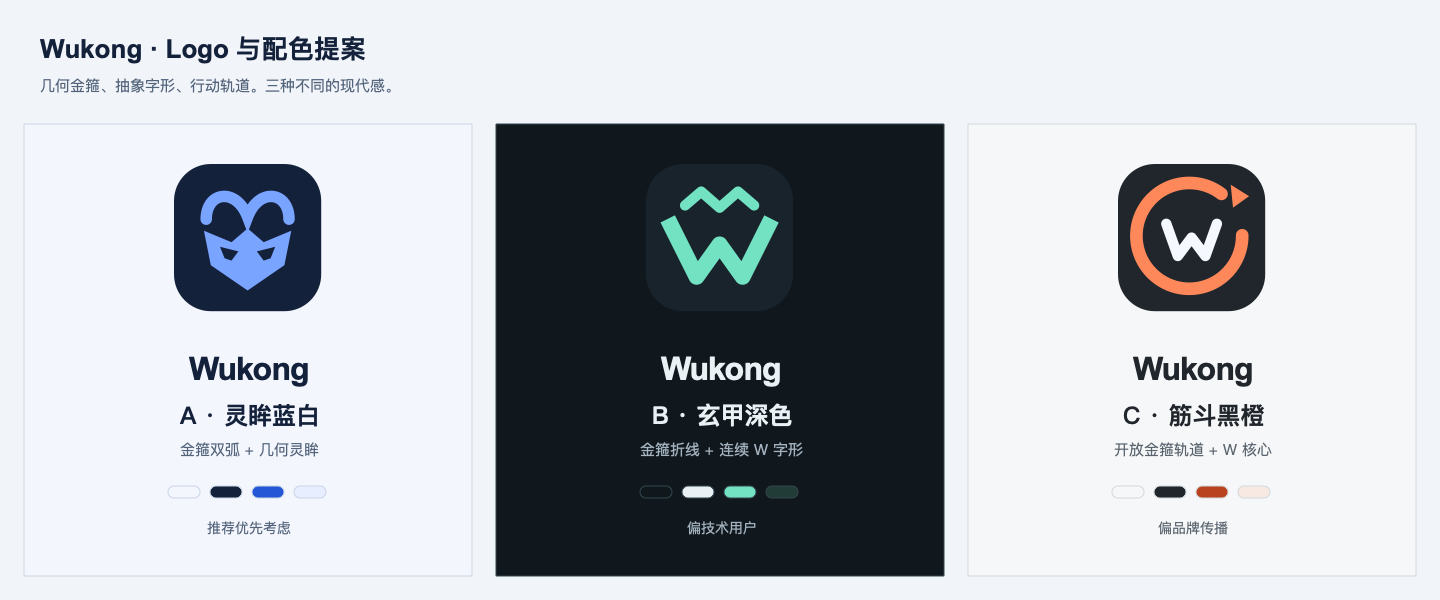 Wukong · Logo 与配色提案
几何金箍、抽象字形、行动轨道。三种不同的现代感。
Wukong
A · 灵眸蓝白
金箍双弧 + 几何灵眸
推荐优先考虑
W
Wukong
B · 玄甲深色
金箍折线 + 连续 W 字形
偏技术用户
W
Wukong
C · 筋斗黑橙
开放金箍轨道 + W 核心
偏品牌传播